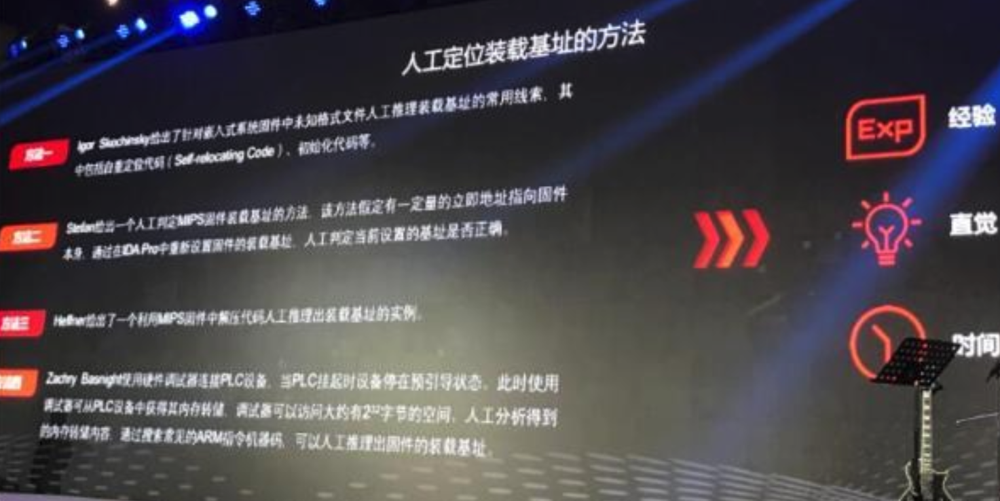 人工定位装载基址的方法
方法一
Igor Skochinsky给出了针对嵌入式系统固件中未知格式文件人工推理装载基址的常用线索,其
中包括自重定位代码(Self-relocating Code)、初始化代码等。
方法二
Stefan给出一个人工判定MIPS固件装载基址的方法,该方法假定有一定量的立即地址指向固件
本身,通过在IDA Pro中重新设置固件的装载基址,人工判定当前设置的基址是否正确。
方法三
Heffner给出了一个利用MIPS固件中解压代码人工推理出装载基址的实例。
Zachry Basnight使用硬件调试器连接PLC设备,当PLC挂起时设备停在预引导状态。此时使用
调试器可从PLC设备中获得其内存转储,调试器可以访问大约有2³²字节的空间,人工分析得到
的内存转储内容,通过搜索常见的ARM指令机器码,可以人工推理出固件的装载基址。
Exp
经验
直觉
时间